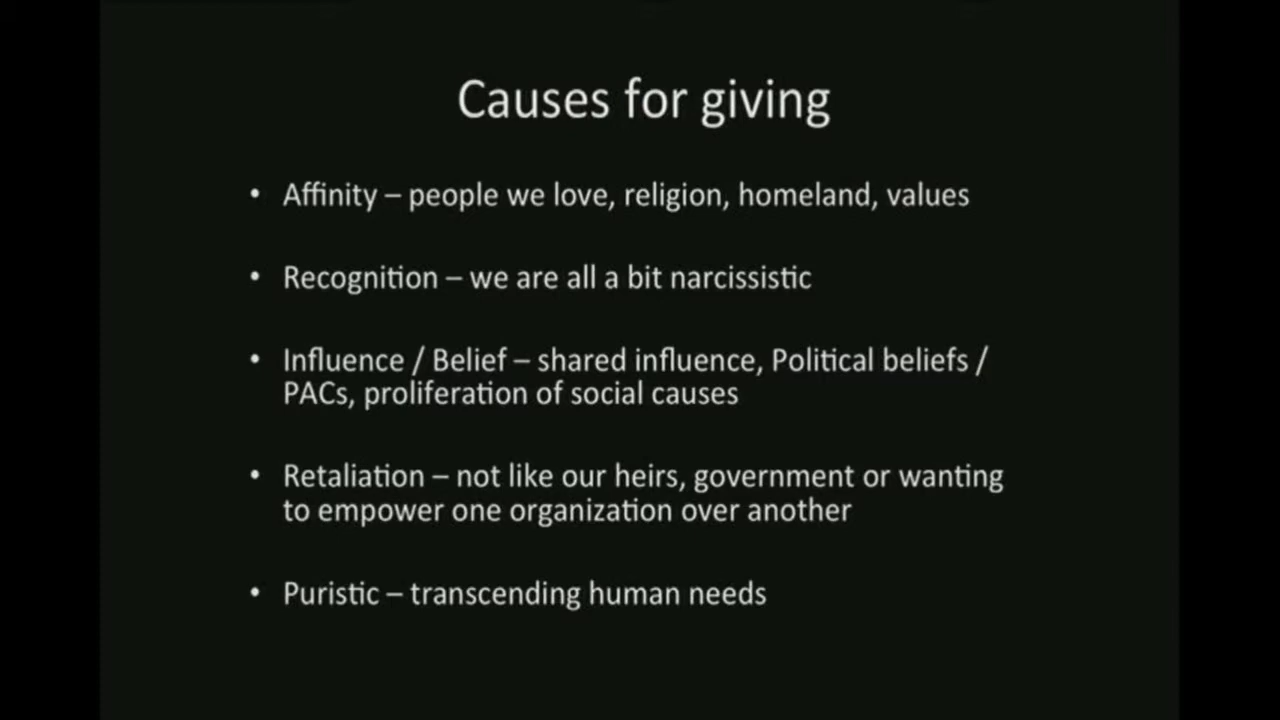 Causes for giving
• Affinity – people we love, religion, homeland, values
• Recognition – we are all a bit narcissistic
• Influence / Belief – shared influence, Political beliefs /
PACs, proliferation of social causes
• Retaliation – not like our heirs, government or wanting
to empower one organization over another
• Puristic – transcending human needs